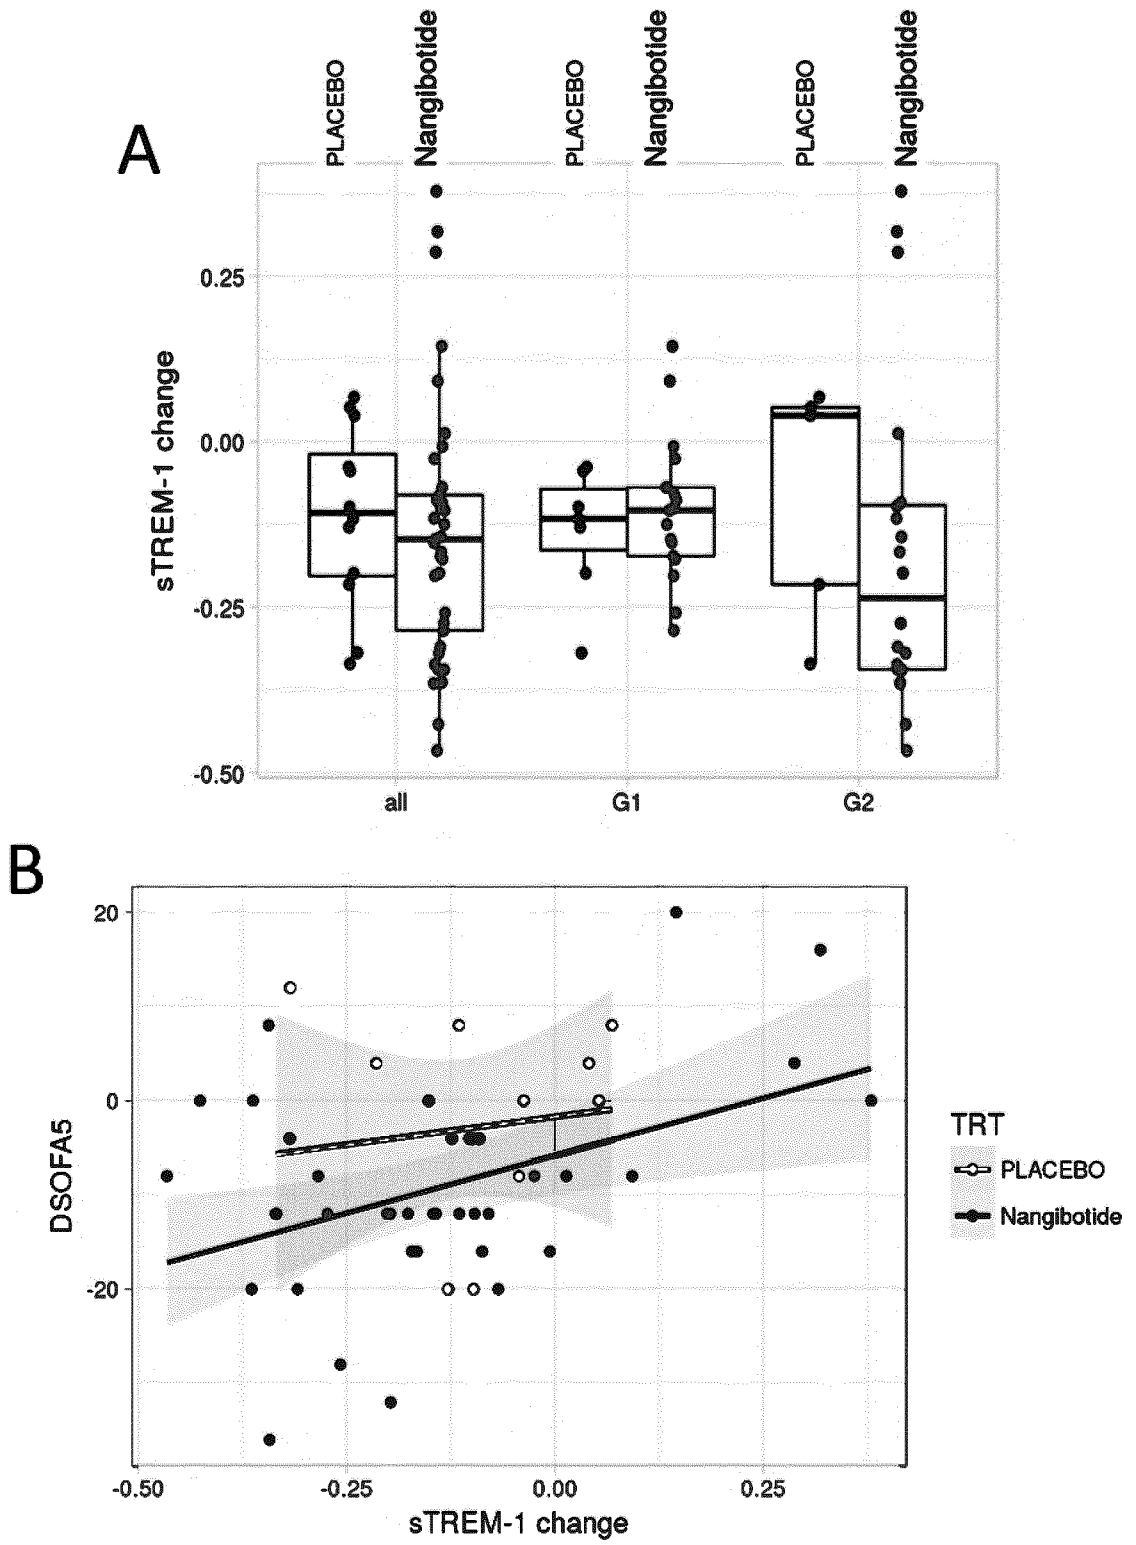 PLACEBO
Nangibotide
PLACEBO
Nangibotide
PLACEBO
Nangibotide
A
0.25
0.00
-0.25
-0.50
sTREM-1 change
all
G1
G2
B
20
0
-20
DSOFA5
-0.50
-0.25
0.00
0.25
sTREM-1 change
TRT
PLACEBO
Nangibotide